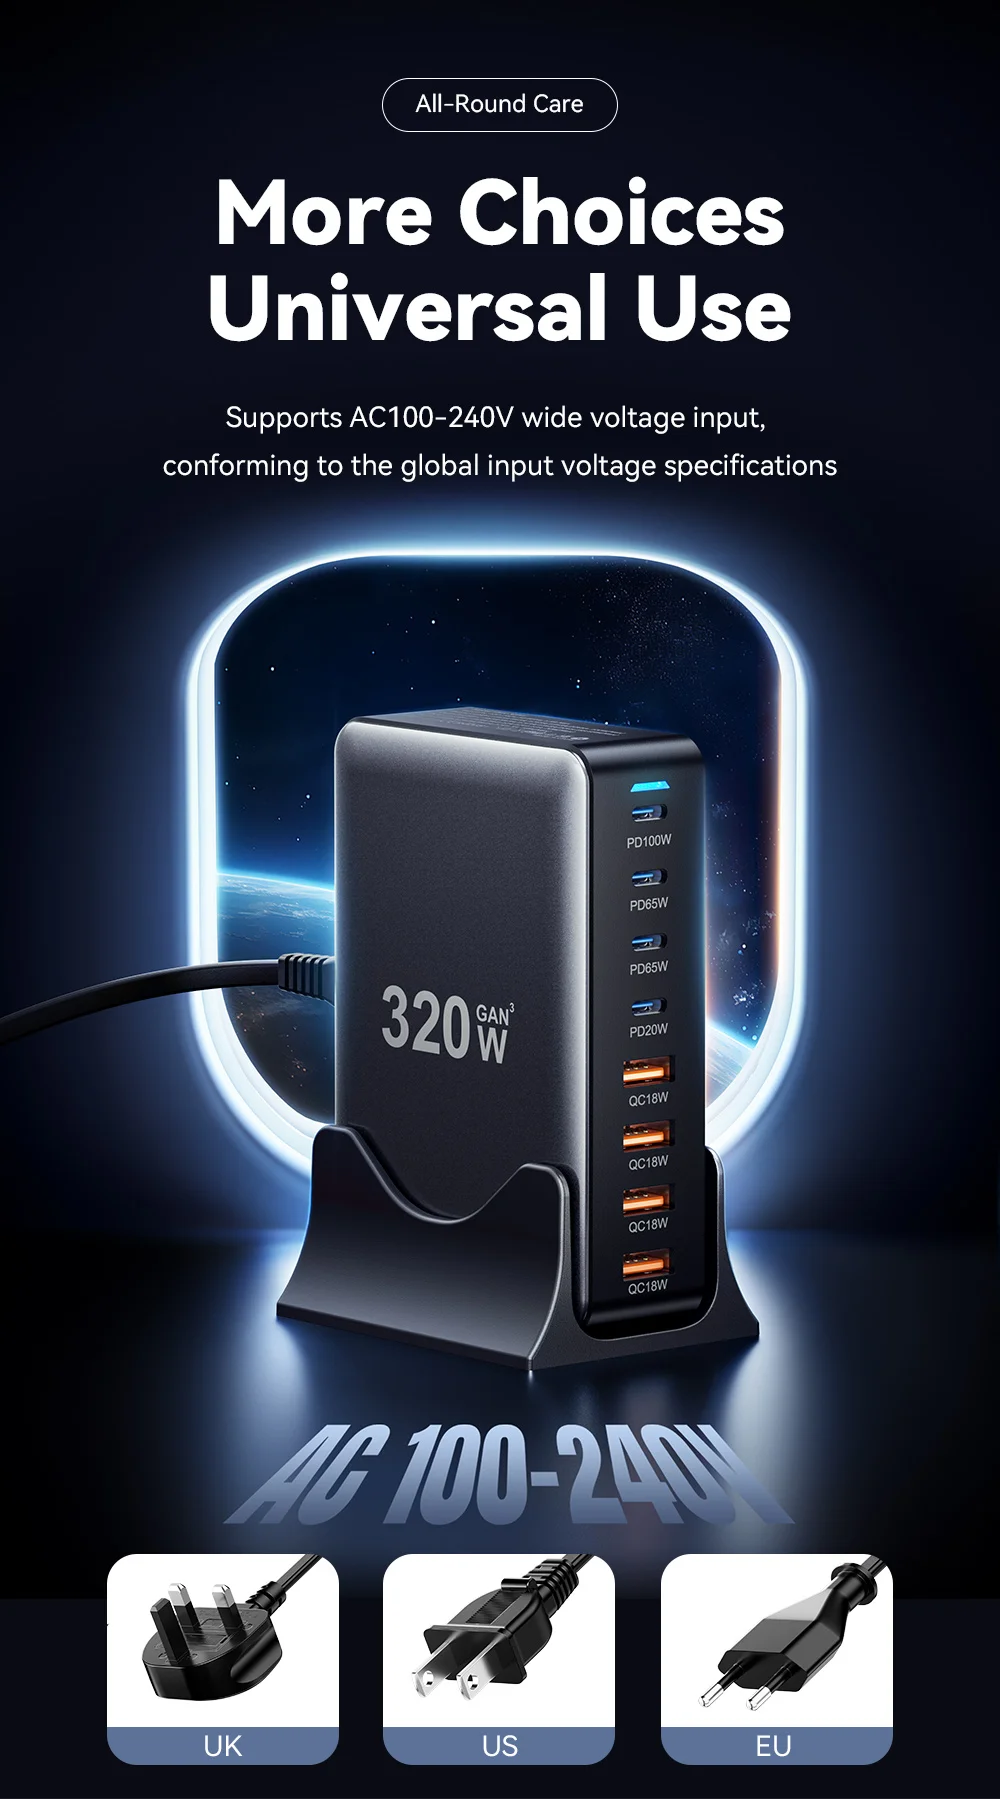 All-Round Care
More Choices
Universal Use
Supports AC100-240V wide voltage input,
conforming to the global input voltage specifications
PD100W
PD65W
PD65W
PD20W
320W GAN³
QC18W
QC18W
QC18W
QC18W
AC 100-240V
UK
US
EU